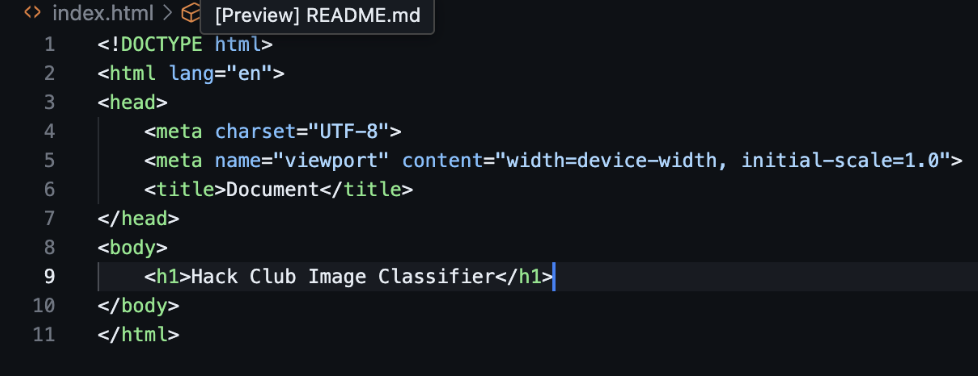 index.html
[Preview] README.md
1 <!DOCTYPE html>
2 <html lang="en">
3 <head>
4     <meta charset="UTF-8">
5     <meta name="viewport" content="width=device-width, initial-scale=1.0">
6     <title>Document</title>
7 </head>
8 <body>
9     <h1>Hack Club Image Classifier</h1>
10 </body>
11 </html>